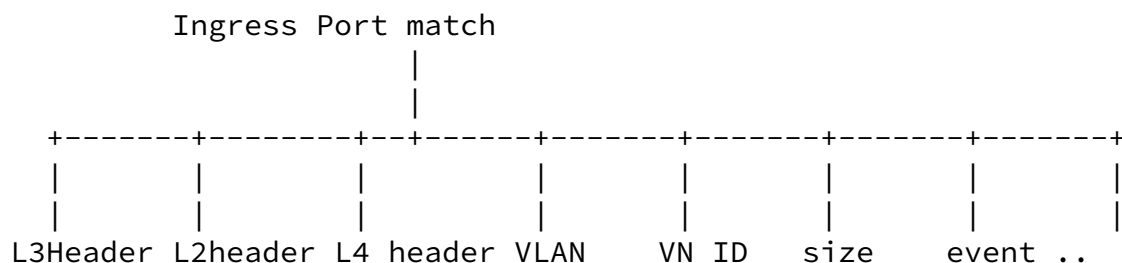 Ingress Port match
L3Header L2header L4 header VLAN VN ID size event ..